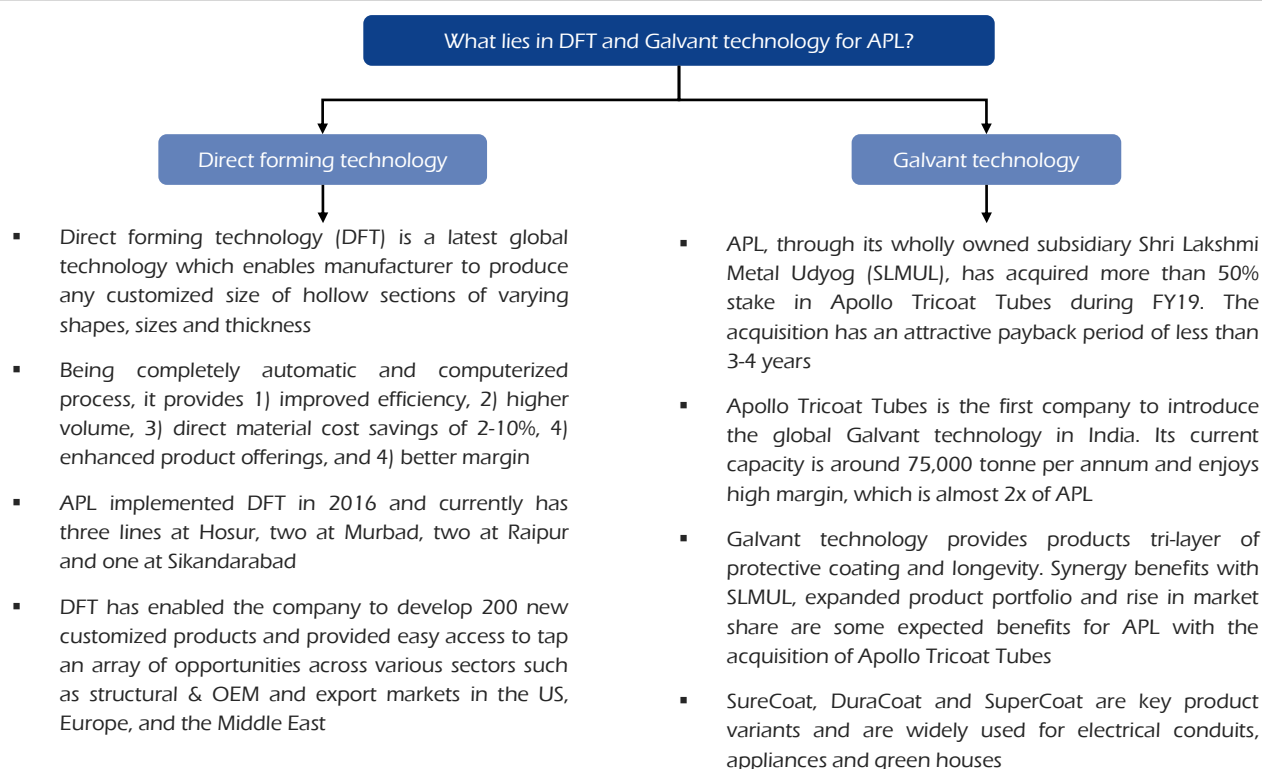 What lies in DFT and Galvant technology for APL?
Direct forming technology
▪ Direct forming technology (DFT) is a latest global
technology which enables manufacturer to produce
any customized size of hollow sections of varying
shapes, sizes and thickness
▪ Being completely automatic and computerized
process, it provides 1) improved efficiency, 2) higher
volume, 3) direct material cost savings of 2-10%, 4)
enhanced product offerings, and 4) better margin
▪ APL implemented DFT in 2016 and currently has
three lines at Hosur, two at Murbad, two at Raipur
and one at Sikandarabad
▪ DFT has enabled the company to develop 200 new
customized products and provided easy access to tap
an array of opportunities across various sectors such
as structural & OEM and export markets in the US,
Europe, and the Middle East
Galvant technology
▪ APL, through its wholly owned subsidiary Shri Lakshmi
Metal Udyog (SLMUL), has acquired more than 50%
stake in Apollo Tricoat Tubes during FY19. The
acquisition has an attractive payback period of less than
3-4 years
▪ Apollo Tricoat Tubes is the first company to introduce
the global Galvant technology in India. Its current
capacity is around 75,000 tonne per annum and enjoys
high margin, which is almost 2x of APL
▪ Galvant technology provides products tri-layer of
protective coating and longevity. Synergy benefits with
SLMUL, expanded product portfolio and rise in market
share are some expected benefits for APL with the
acquisition of Apollo Tricoat Tubes
▪ SureCoat, DuraCoat and SuperCoat are key product
variants and are widely used for electrical conduits,
appliances and green houses